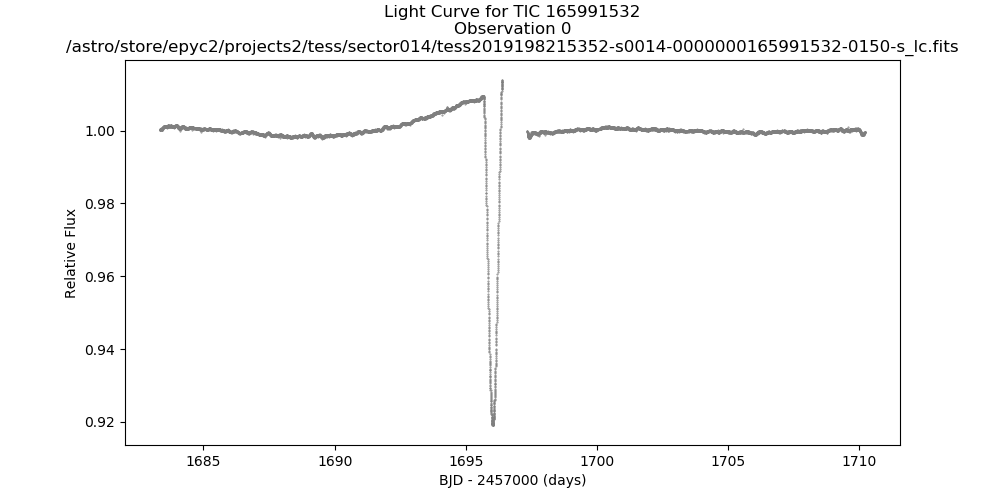 Light Curve for TIC 165991532
Observation 0
/astro/store/epyc2/projects2/tess/sector014/tess2019198215352-s0014-0000000165991532-0150-s_lc.fits
Relative Flux
1.00
0.98
0.96
0.94
0.92
1685
1690
1695
1700
1705
1710
BJD - 2457000 (days)